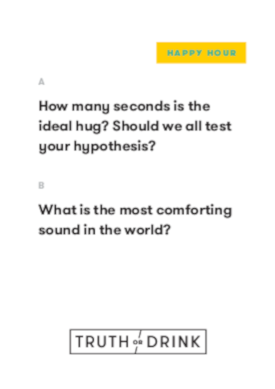 HAPPY HOUR
A
How many seconds is the
ideal hug? Should we all test
your hypothesis?
B
What is the most comforting
sound in the world?
TRUTH OR DRINK